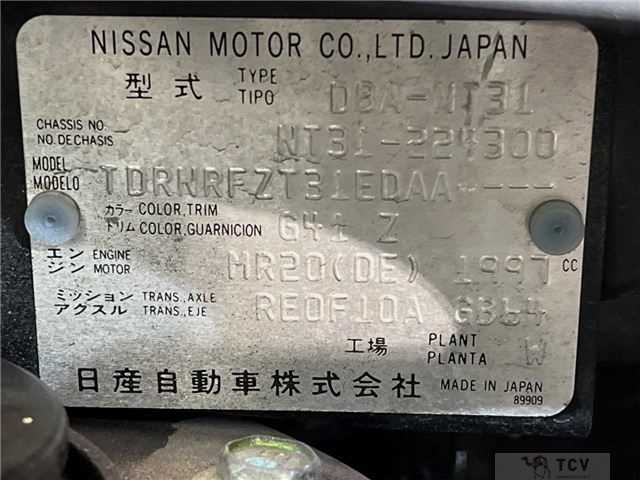 NISSAN MOTOR CO.,LTD. JAPAN
型式 TYPE TIPO DBA-NT31
CHASSIS NO. NO. DE CHASIS NT31-224300
MODEL MODELO TDRNRFZT31EDAA----
カラー COLOR,TRIM
トリム COLOR,GUARNICION G41 Z
エンジン ENGINE MOTOR MR20(DE) 1997 CC
ミッション TRANS.,AXLE
アクスル TRANS.,EJE RE0F10A GB64
工場 PLANT PLANTA W
日産自動車株式会社 MADE IN JAPAN
89909
TCV